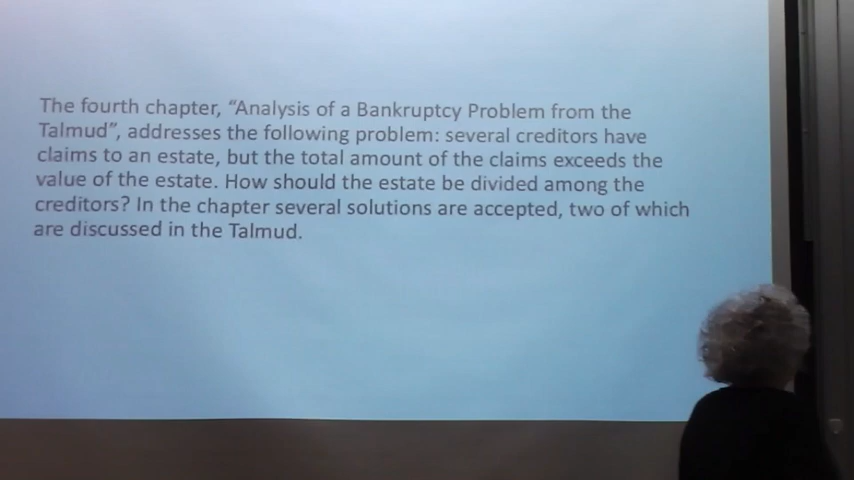 The fourth chapter, “Analysis of a Bankruptcy Problem from the
Talmud”, addresses the following problem: several creditors have
claims to an estate, but the total amount of the claims exceeds the
value of the estate. How should the estate be divided among the
creditors? In the chapter several solutions are accepted, two of which
are discussed in the Talmud.